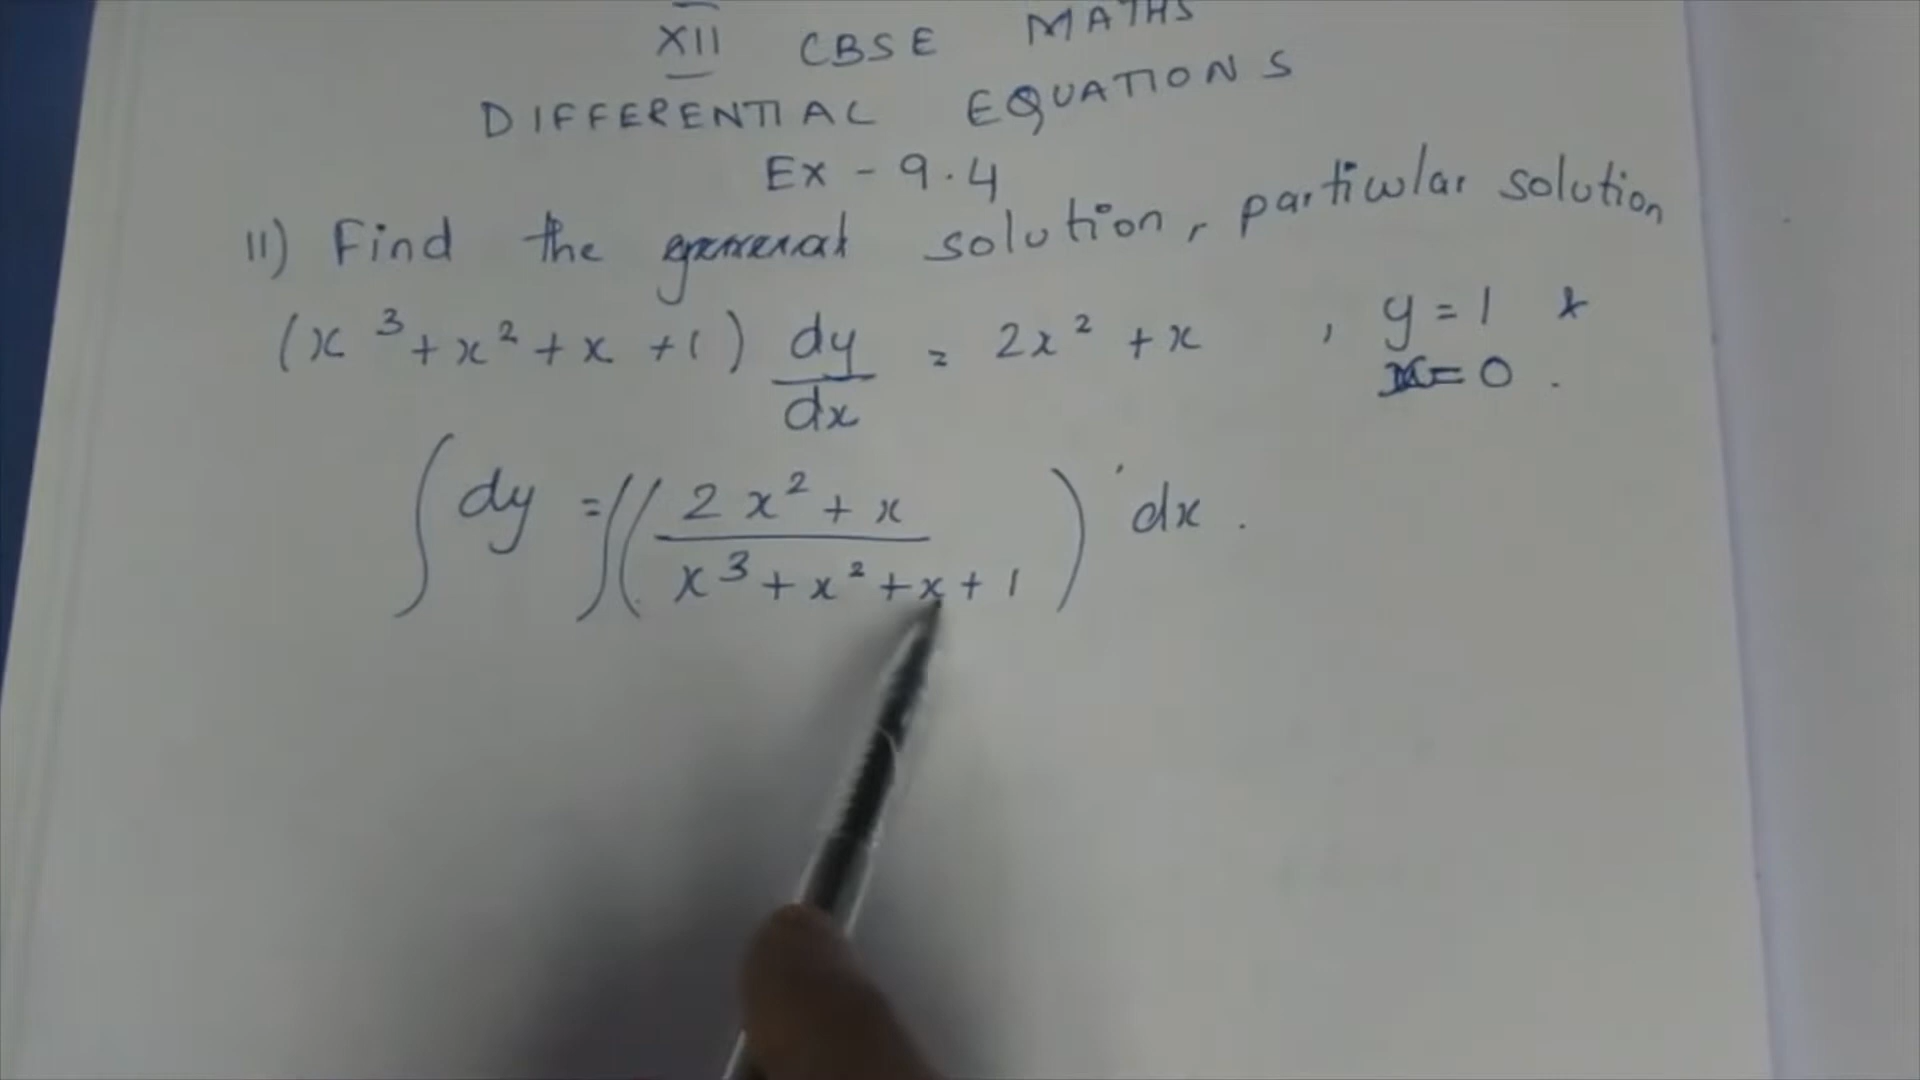 XII CBSE MATHS
DIFFERENTIAL EQUATIONS
Ex - 9.4
11) Find the general solution, particular solution
(x³ + x² + x + 1) dy/dx = 2x² + x , y = 1 &
x = 0 .
∫ dy = ∫ ( (2x² + x) / (x³ + x² + x + 1) ) dx .